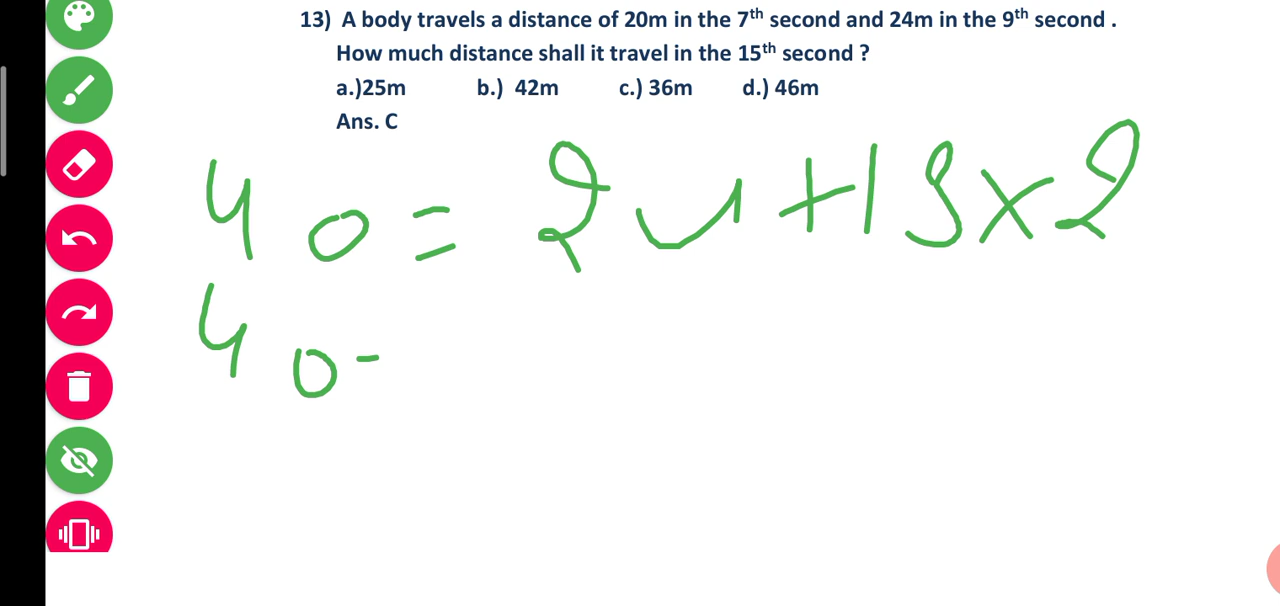 13) A body travels a distance of 20m in the 7th second and 24m in the 9th second .
How much distance shall it travel in the 15th second ?
a.)25m b.) 42m c.) 36m d.) 46m
Ans. C
40 = 2u+13x2
40-